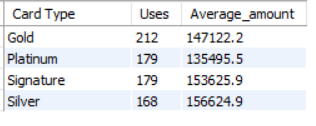 Card Type Uses Average_amount
Gold 212 147122.2
Platinum 179 135495.5
Signature 179 153625.9
Silver 168 156624.9